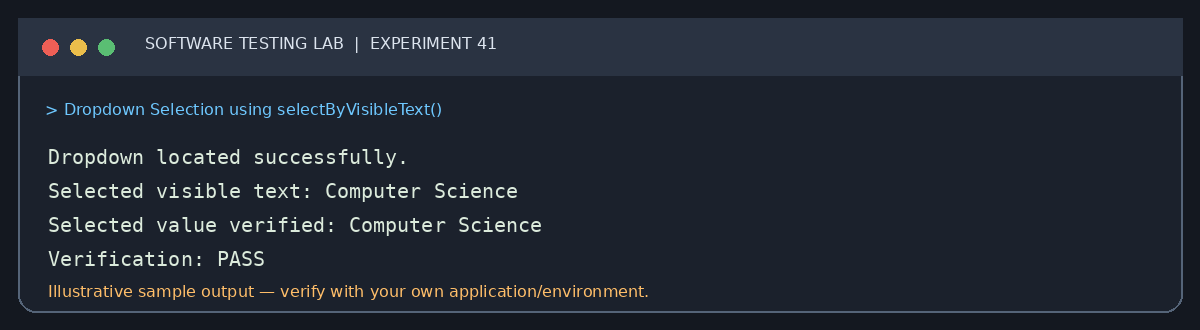 SOFTWARE TESTING LAB | EXPERIMENT 41
> Dropdown Selection using selectByVisibleText()
Dropdown located successfully.
Selected visible text: Computer Science
Selected value verified: Computer Science
Verification: PASS
Illustrative sample output — verify with your own application/environment.